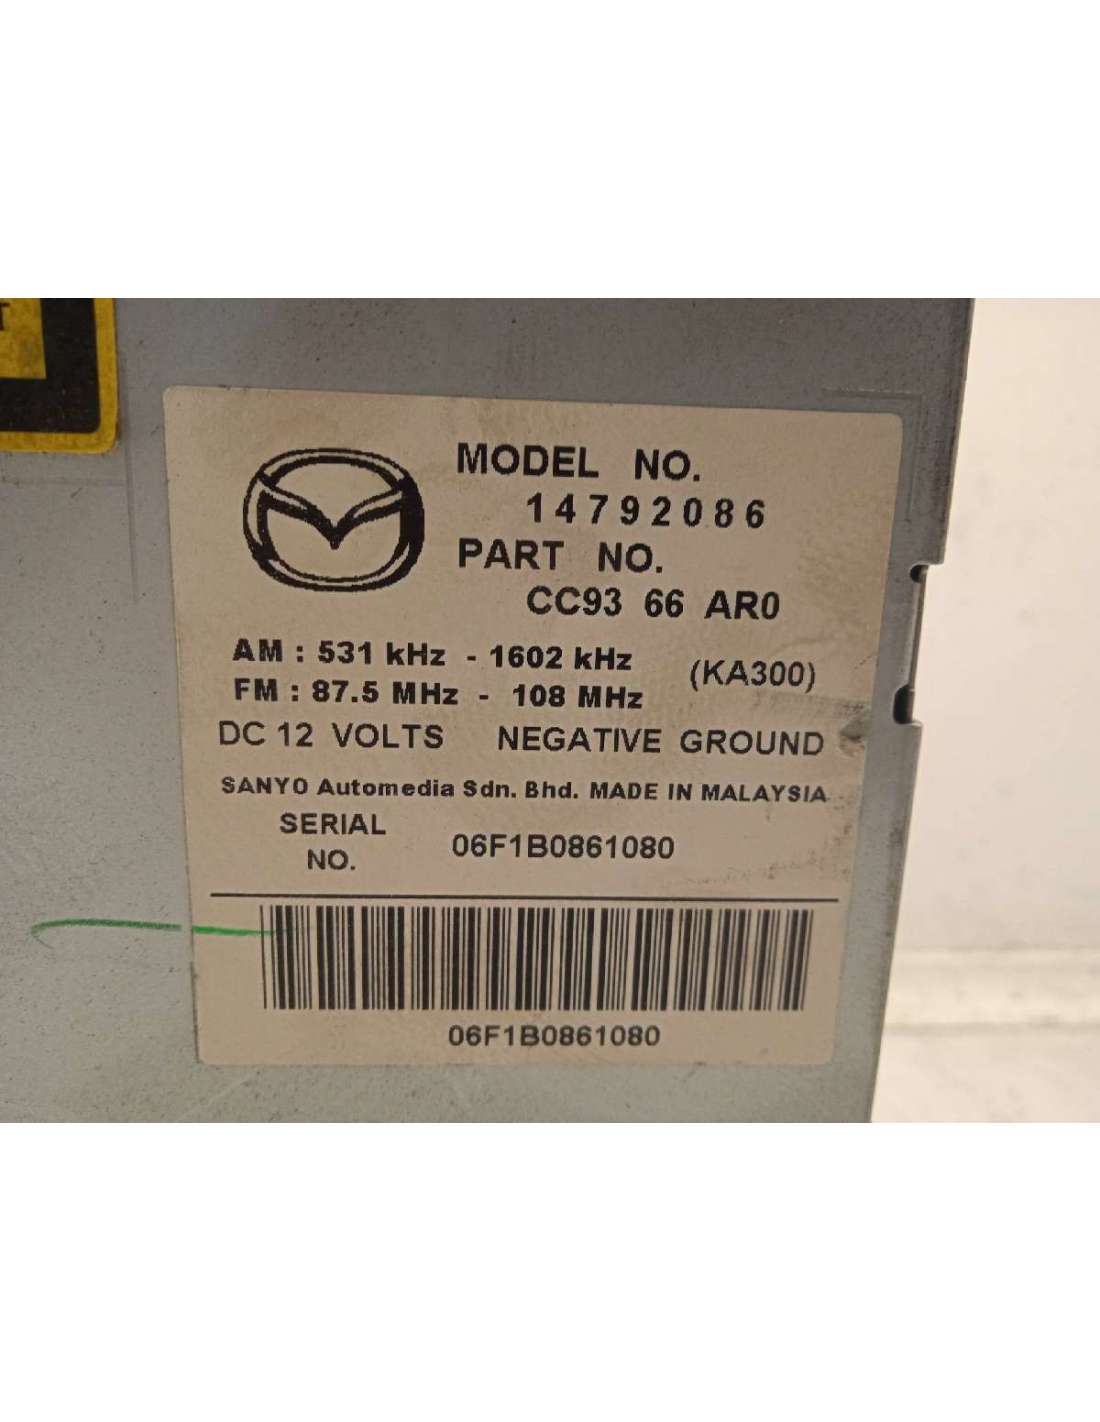 MODEL NO.
14792086
PART NO.
CC93 66 AR0
AM : 531 kHz - 1602 kHz (KA300)
FM : 87.5 MHz - 108 MHz
DC 12 VOLTS NEGATIVE GROUND
SANYO Automedia Sdn. Bhd. MADE IN MALAYSIA
SERIAL NO. 06F1B0861080
06F1B0861080